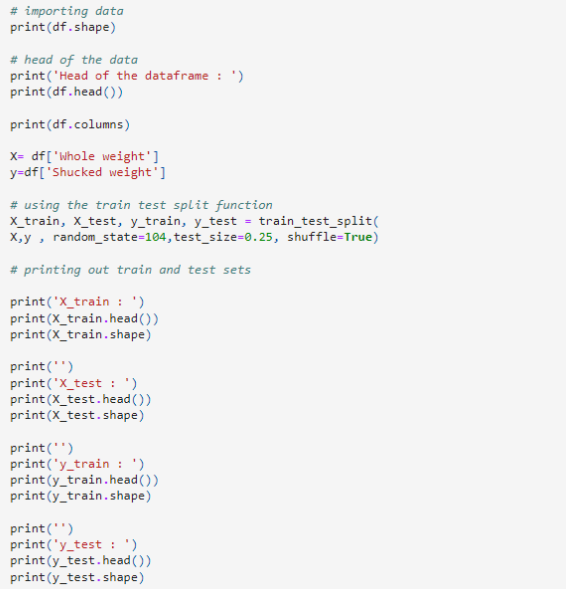 # importing data
print(df.shape)
# head of the data
print('Head of the dataframe : ')
print(df.head())
print(df.columns)
X= df['Whole weight']
y=df['Shucked weight']
# using the train test split function
X_train, X_test, y_train, y_test = train_test_split(
X,y , random_state=104,test_size=0.25, shuffle=True)
# printing out train and test sets
print('X_train : ')
print(X_train.head())
print(X_train.shape)
print('')
print('X_test : ')
print(X_test.head())
print(X_test.shape)
print('')
print('y_train : ')
print(y_train.head())
print(y_train.shape)
print('')
print('y_test : ')
print(y_test.head())
print(y_test.shape)